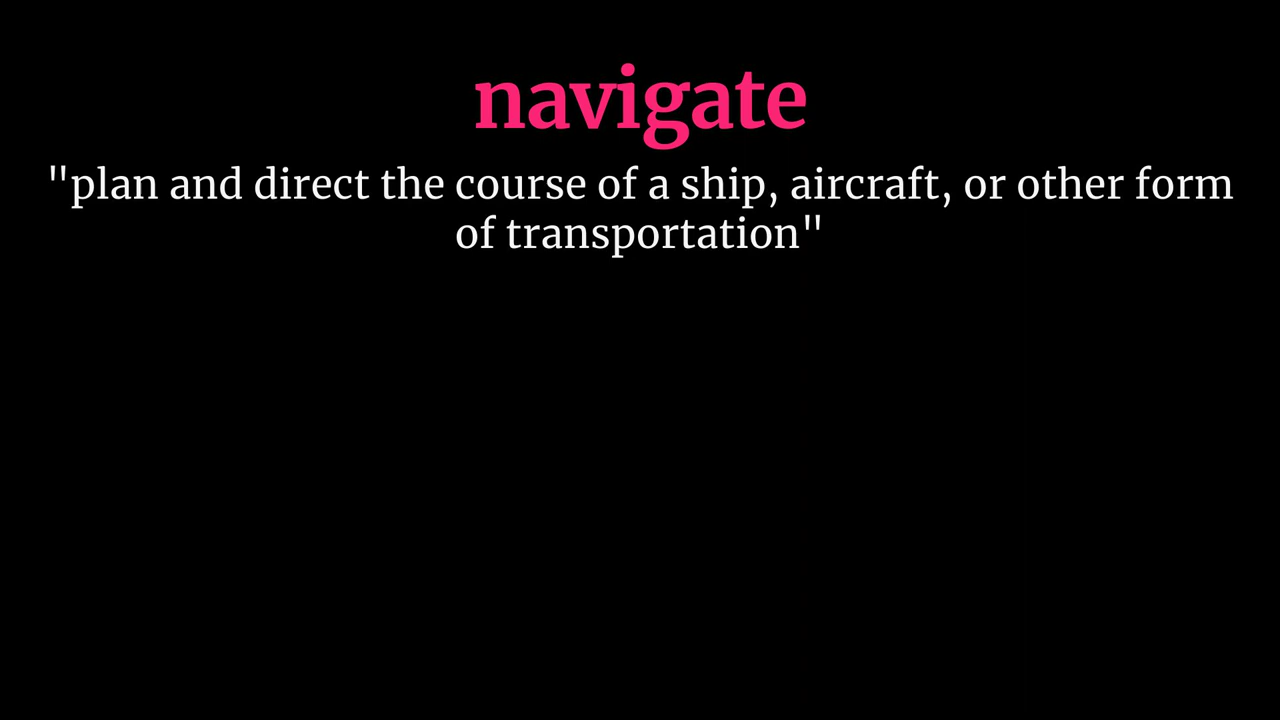 navigate
"plan and direct the course of a ship, aircraft, or other form
of transportation"